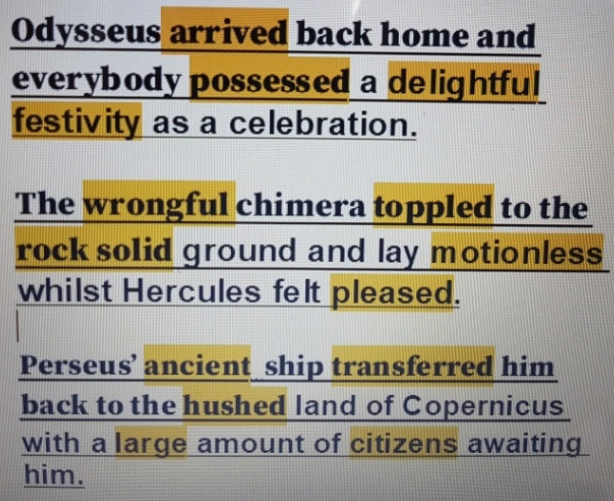 Odysseus arrived back home and
everybody possessed a delightful
festivity as a celebration.
The wrongful chimera toppled to the
rock solid ground and lay motionless
whilst Hercules felt pleased.
Perseus’ ancient ship transferred him
back to the hushed land of Copernicus
with a large amount of citizens awaiting
him.